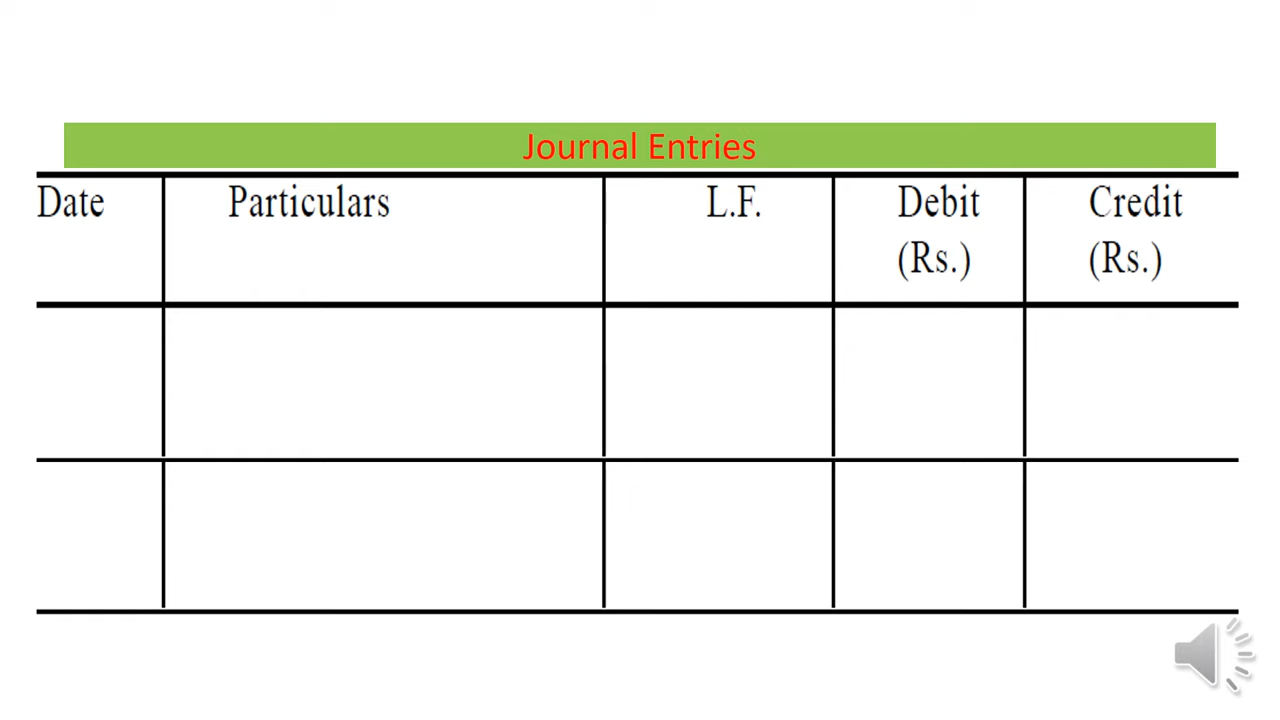 Journal Entries
Date Particulars L.F. Debit Credit
(Rs.) (Rs.)